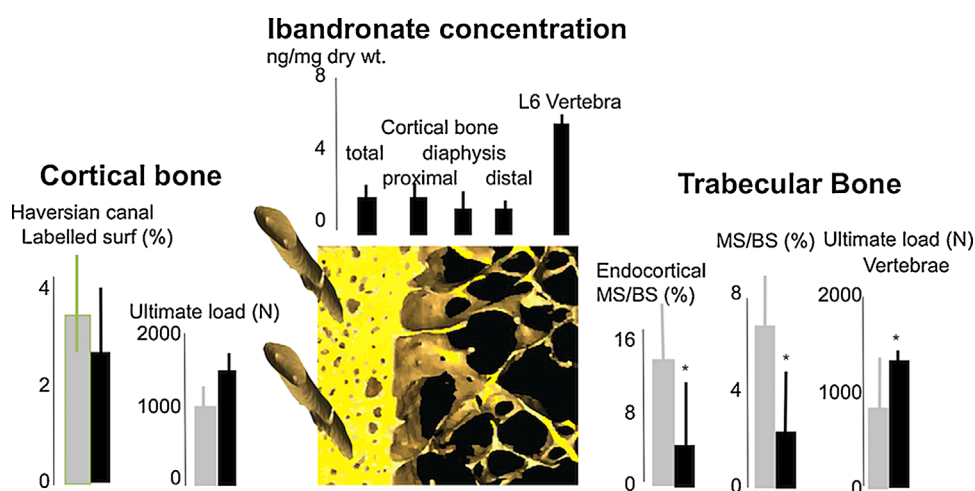 Ibandronate concentration
ng/mg dry wt.
8
4
0
L6 Vertebra
Cortical bone
total
diaphysis
proximal
distal
Cortical bone
Haversian canal
Labelled surf (%)
4
2
0
Ultimate load (N)
2000
1000
0
Trabecular Bone
Endocortical
MS/BS (%)
16
8
0
*
MS/BS (%)
8
4
0
*
Ultimate load (N)
Vertebrae
2000
1000
0
*